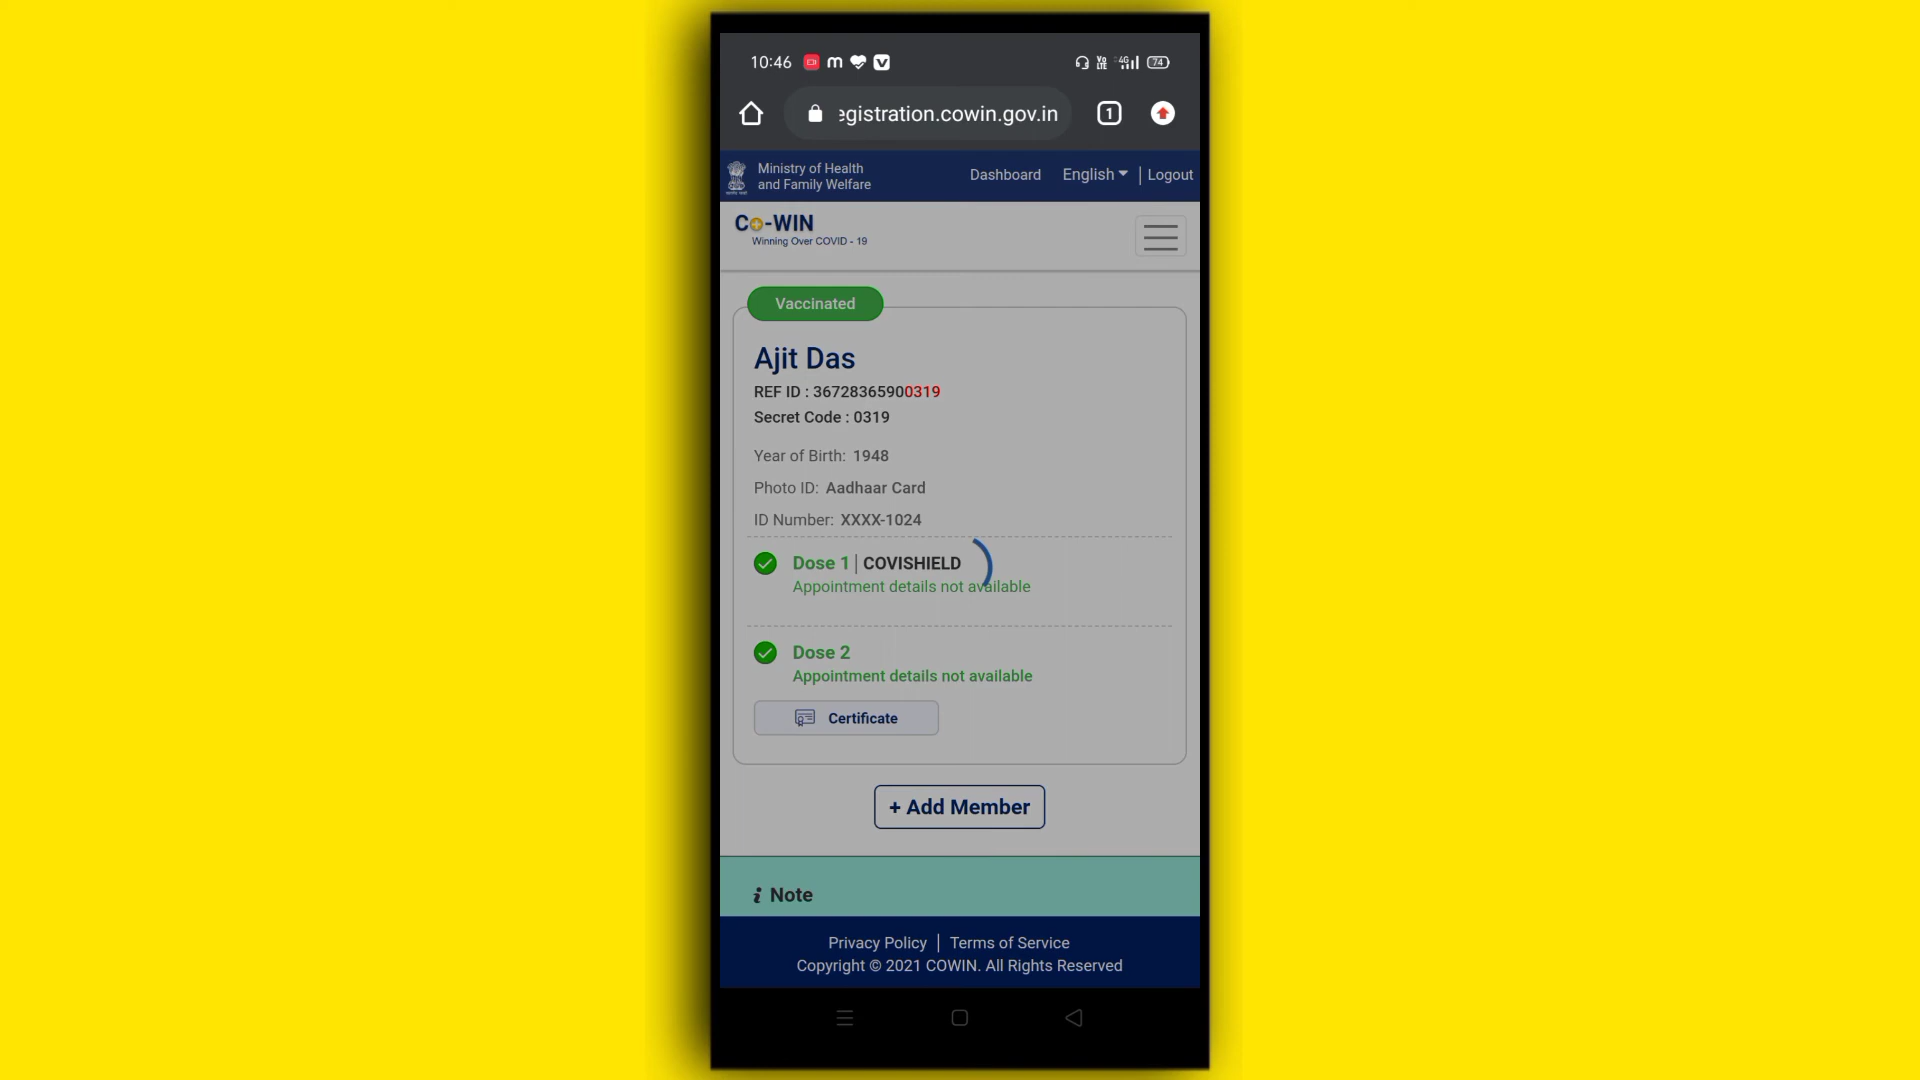 10:46 4G 74
egistration.cowin.gov.in 1
Ministry of Health
and Family Welfare
Dashboard English Logout
Co-WIN
Winning Over COVID - 19
Vaccinated
Ajit Das
REF ID : 36728365900319
Secret Code : 0319
Year of Birth: 1948
Photo ID: Aadhaar Card
ID Number: XXXX-1024
Dose 1 | COVISHIELD
Appointment details not available
Dose 2
Appointment details not available
Certificate
+ Add Member
i Note
Privacy Policy | Terms of Service
Copyright © 2021 COWIN. All Rights Reserved